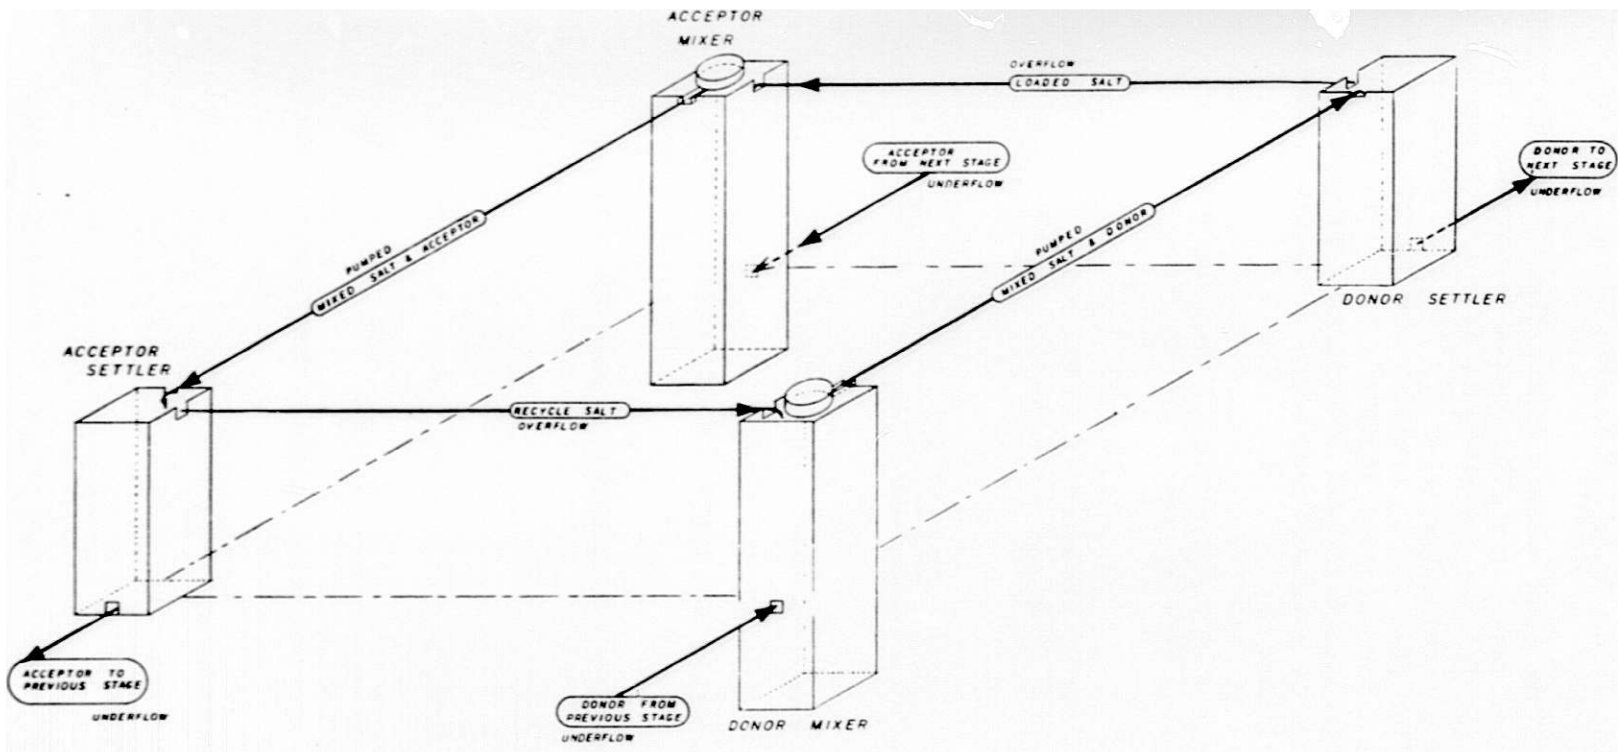 ACCEPTOR
MIXER
OVERFLOW
LOADED SALT
ACCEPTOR
FROM NEXT STAGE
UNDERFLOW
DONOR TO
NEXT STAGE
UNDERFLOW
PUMPED
MIXED SALT & ACCEPTOR
PUMPED
MIXED SALT & DONOR
DONOR SETTLER
ACCEPTOR
SETTLER
RECYCLE SALT
OVERFLOW
ACCEPTOR TO
PREVIOUS STAGE
UNDERFLOW
DONOR FROM
PREVIOUS STAGE
UNDERFLOW
DONOR MIXER